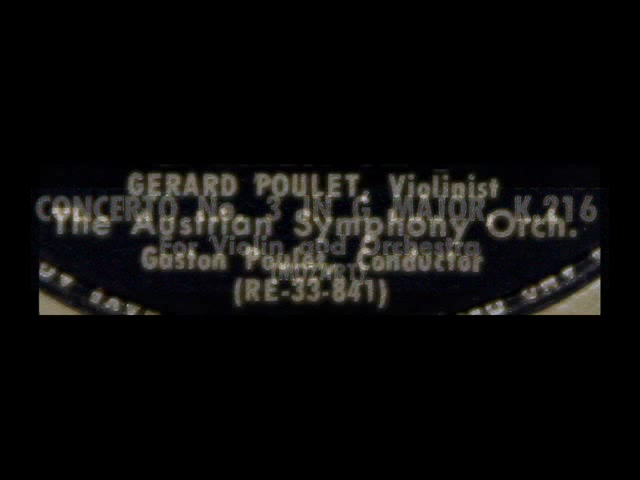 GERARD POULET, Violinist
CONCERTO No. 3 IN G MAJOR, K.216
The Austrian Symphony Orch.
For Violin and Orchestra
Gaston Poulet, Conductor
(MOZART)
(RE-33-841)